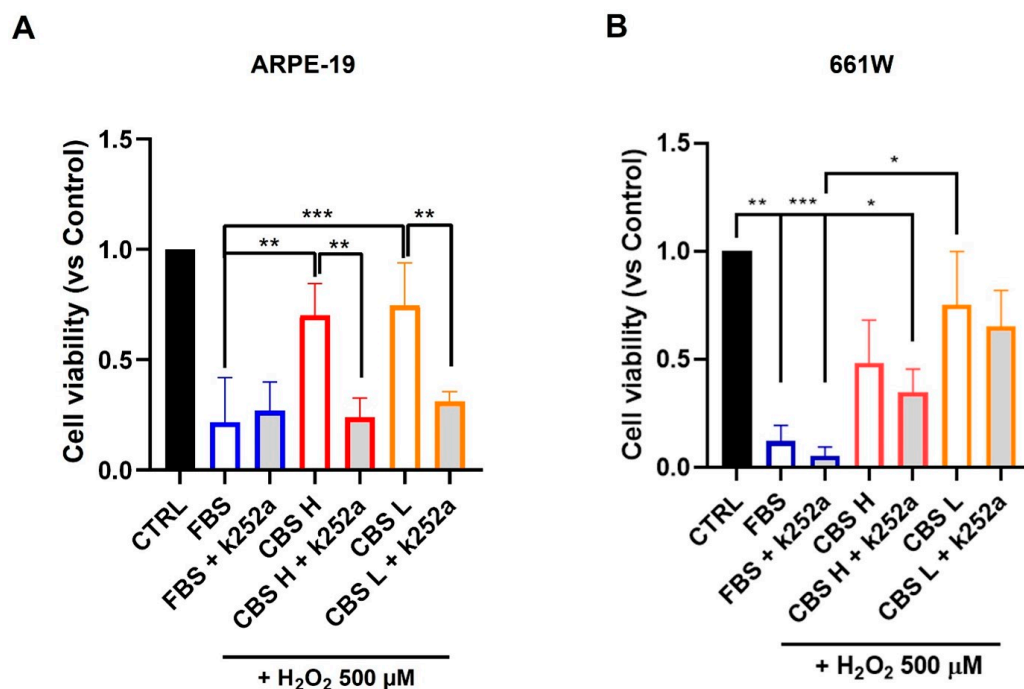 A
ARPE-19
Cell viability (vs Control)
1.5
1.0
0.5
0.0
***
**
**
**
CTRL
FBS
FBS + k252a
CBS H
CBS H + k252a
CBS L
CBS L + k252a
+ H₂O₂ 500 µM
B
661W
Cell viability (vs Control)
1.5
1.0
0.5
0.0
*
**
***
*
CTRL
FBS
FBS + k252a
CBS H
CBS H + k252a
CBS L
CBS L + k252a
+ H₂O₂ 500 µM